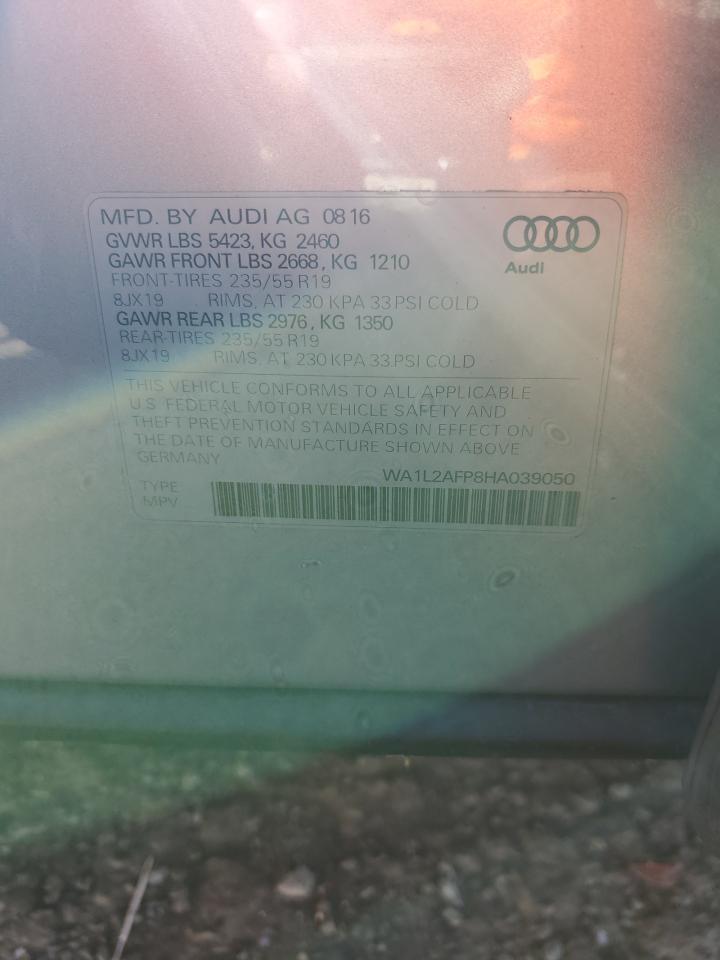 MFD. BY AUDI AG 08 16
GVWR LBS 5423, KG 2460
GAWR FRONT LBS 2668, KG 1210
FRONT-TIRES 235/55 R19
8JX19 RIMS, AT 230 KPA 33 PSI COLD
GAWR REAR LBS 2976, KG 1350
REAR-TIRES 235/55 R19
8JX19 RIMS, AT 230 KPA 33 PSI COLD
Audi
THIS VEHICLE CONFORMS TO ALL APPLICABLE
U.S. FEDERAL MOTOR VEHICLE SAFETY AND
THEFT PREVENTION STANDARDS IN EFFECT ON
THE DATE OF MANUFACTURE SHOWN ABOVE
GERMANY
WA1L2AFP8HA039050
TYPE
MPV